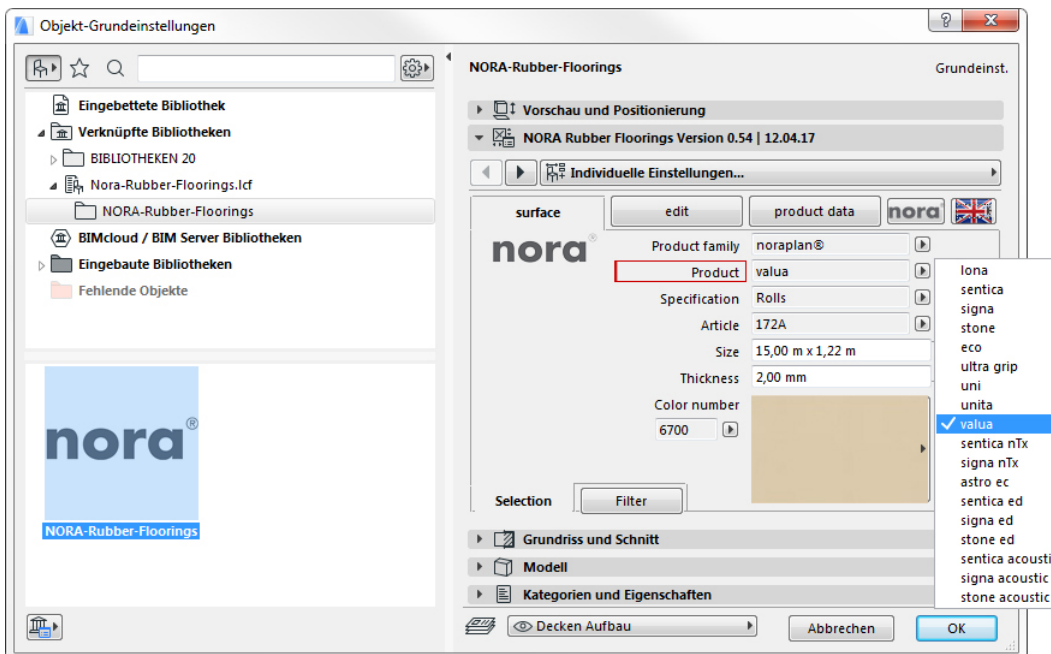 Objekt-Grundeinstellungen
Eingebettete Bibliothek
Verknüpfte Bibliotheken
BIBLIOTHEKEN 20
Nora-Rubber-Floorings.lcf
NORA-Rubber-Floorings
BIMcloud / BIM Server Bibliotheken
Eingebaute Bibliotheken
Fehlende Objekte
nora®
NORA-Rubber-Floorings
NORA-Rubber-Floorings Grundeinst.
Vorschau und Positionierung
NORA Rubber Floorings Version 0.54 | 12.04.17
Individuelle Einstellungen...
surface edit product data nora
nora®
Product family noraplan®
Product valua
Specification Rolls
Article 172A
Size 15,00 m x 1,22 m
Thickness 2,00 mm
Color number
6700
Selection Filter
Grundriss und Schnitt
Modell
Kategorien und Eigenschaften
Decken Aufbau Abbrechen OK
lona
sentica
signa
stone
eco
ultra grip
uni
unita
valua
sentica nTx
signa nTx
astro ec
sentica ed
signa ed
stone ed
sentica acousti
signa acoustic
stone acoustic